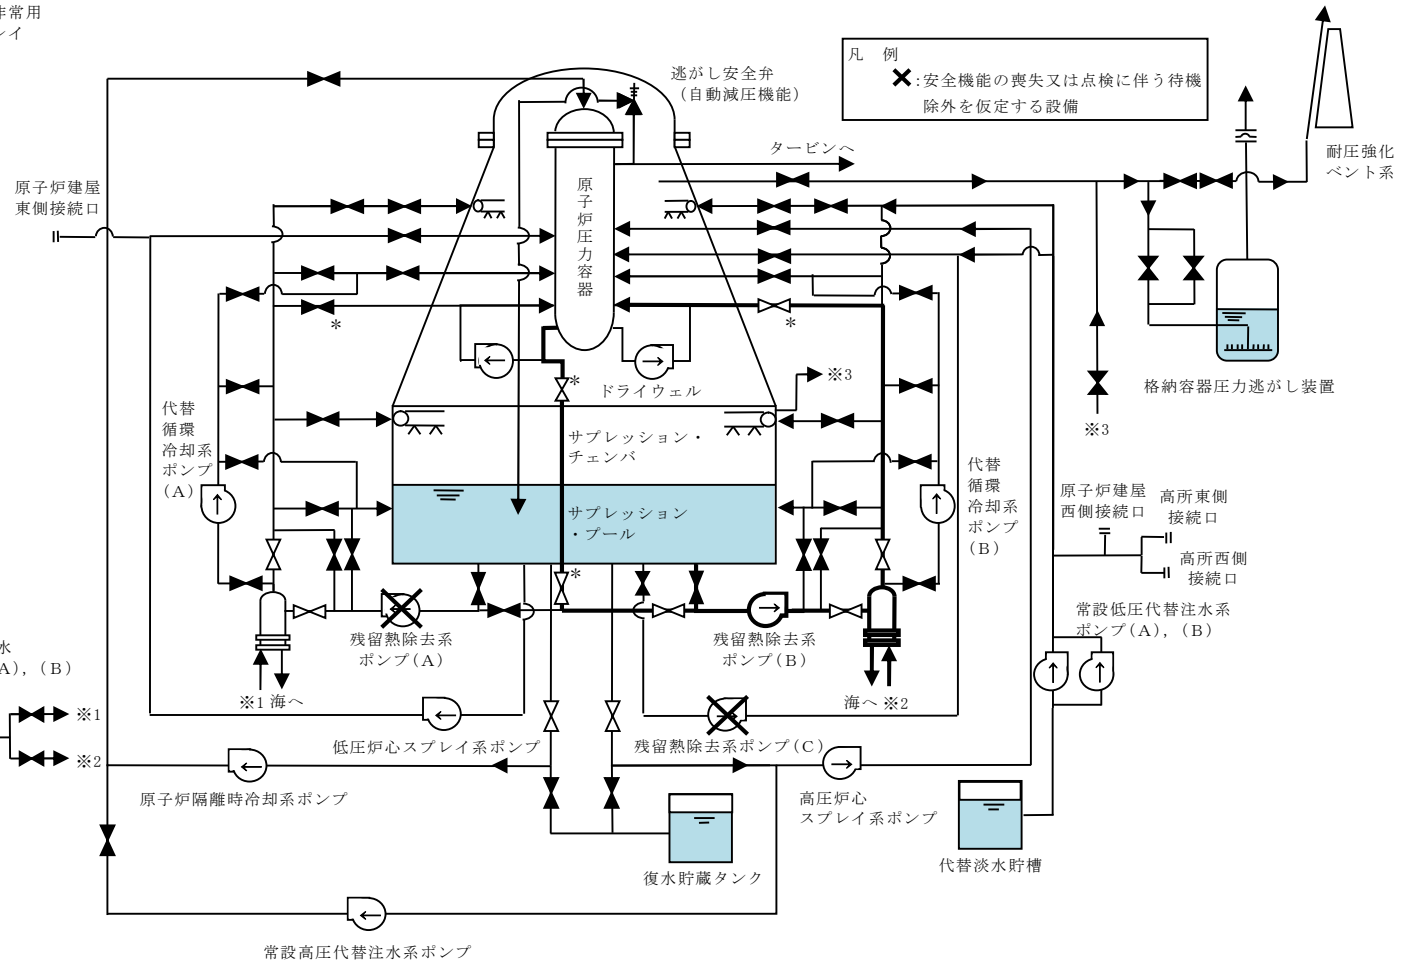 非常用
レイ
逃がし安全弁
（自動減圧機能）
凡　例
×:安全機能の喪失又は点検に伴う待機
除外を仮定する設備
タービンへ
耐圧強化
ベント系
原子炉建屋
東側接続口
原子炉圧力容器
＊
＊
ドライウェル
＊
※3
格納容器圧力逃がし装置
※3
代替
循環
冷却系
ポンプ
(A)
サプレッション・
チェンバ
サプレッション
・プール
代替
循環
冷却系
ポンプ
(B)
原子炉建屋
西側接続口
高所東側
接続口
高所西側
接続口
＊
常設低圧代替注水系
ポンプ(A),（B）
残留熱除去系
ポンプ(A)
残留熱除去系
ポンプ(B)
水
A),（B）
※1 海へ
海へ ※2
※1
※2
低圧炉心スプレイ系ポンプ
残留熱除去系ポンプ(C)
原子炉隔離時冷却系ポンプ
高圧炉心
スプレイ系ポンプ
復水貯蔵タンク
代替淡水貯槽
常設高圧代替注水系ポンプ